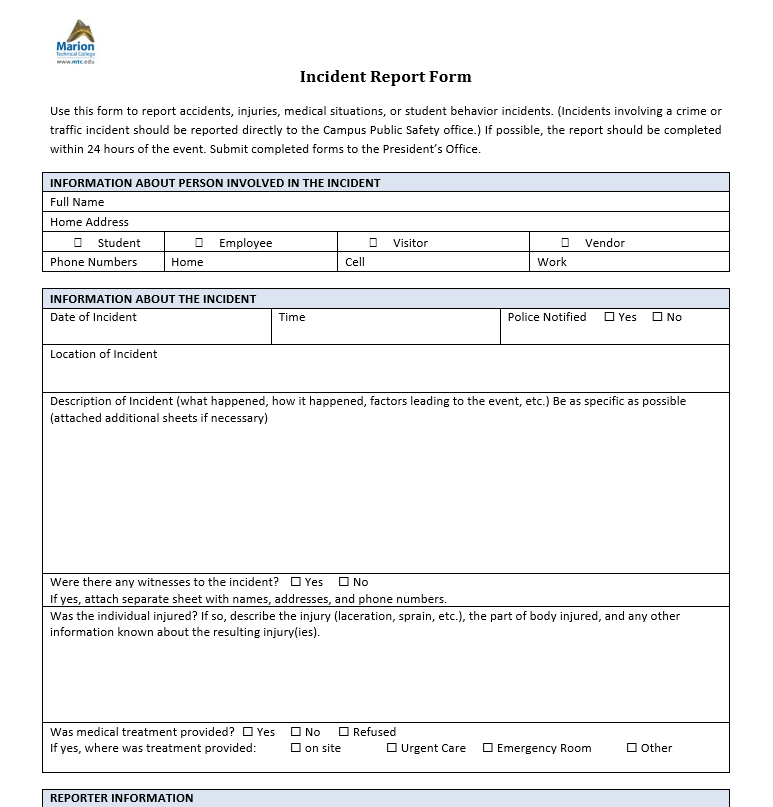 Marion
Technical College
www.mtc.edu
Incident Report Form
Use this form to report accidents, injuries, medical situations, or student behavior incidents. (Incidents involving a crime or
traffic incident should be reported directly to the Campus Public Safety office.) If possible, the report should be completed
within 24 hours of the event. Submit completed forms to the President's Office.
INFORMATION ABOUT PERSON INVOLVED IN THE INCIDENT
Full Name
Home Address
☐ Student ☐ Employee ☐ Visitor ☐ Vendor
Phone Numbers Home Cell Work
INFORMATION ABOUT THE INCIDENT
Date of Incident Time Police Notified ☐ Yes ☐ No
Location of Incident
Description of Incident (what happened, how it happened, factors leading to the event, etc.) Be as specific as possible
(attached additional sheets if necessary)
Were there any witnesses to the incident? ☐ Yes ☐ No
If yes, attach separate sheet with names, addresses, and phone numbers.
Was the individual injured? If so, describe the injury (laceration, sprain, etc.), the part of body injured, and any other
information known about the resulting injury(ies).
Was medical treatment provided? ☐ Yes ☐ No ☐ Refused
If yes, where was treatment provided: ☐ on site ☐ Urgent Care ☐ Emergency Room ☐ Other
REPORTER INFORMATION